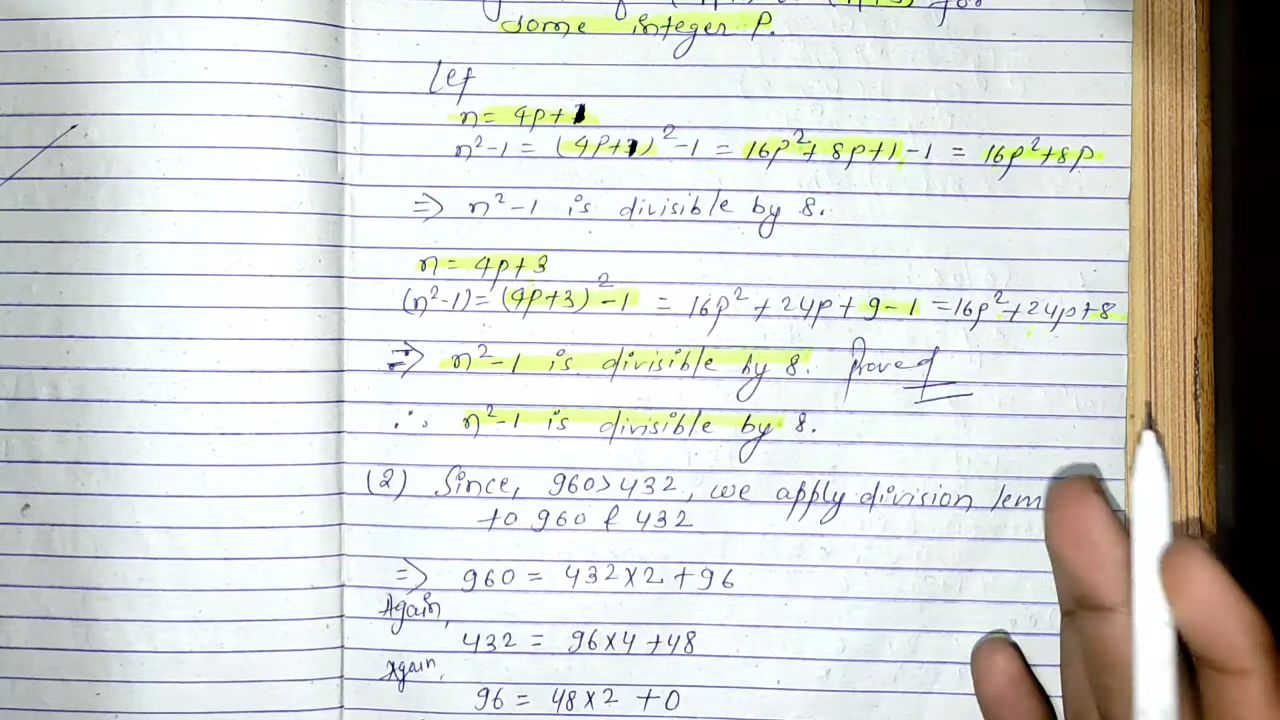 some integer P.
Let
n = 4p+1
n²-1 = (4p+1)²-1 = 16p²+8p+1-1 = 16p²+8p
⇒ n²-1 is divisible by 8.
n = 4p+3
(n²-1) = (4p+3)²-1 = 16p²+24p+9-1 = 16p²+24p+8
⇒ n²-1 is divisible by 8. Proved
∴ n²-1 is divisible by 8.
(2) Since, 960>432, we apply division lem
to 960 & 432
⇒ 960 = 432×2+96
Again,
432 = 96×4+48
Again,
96 = 48×2+0